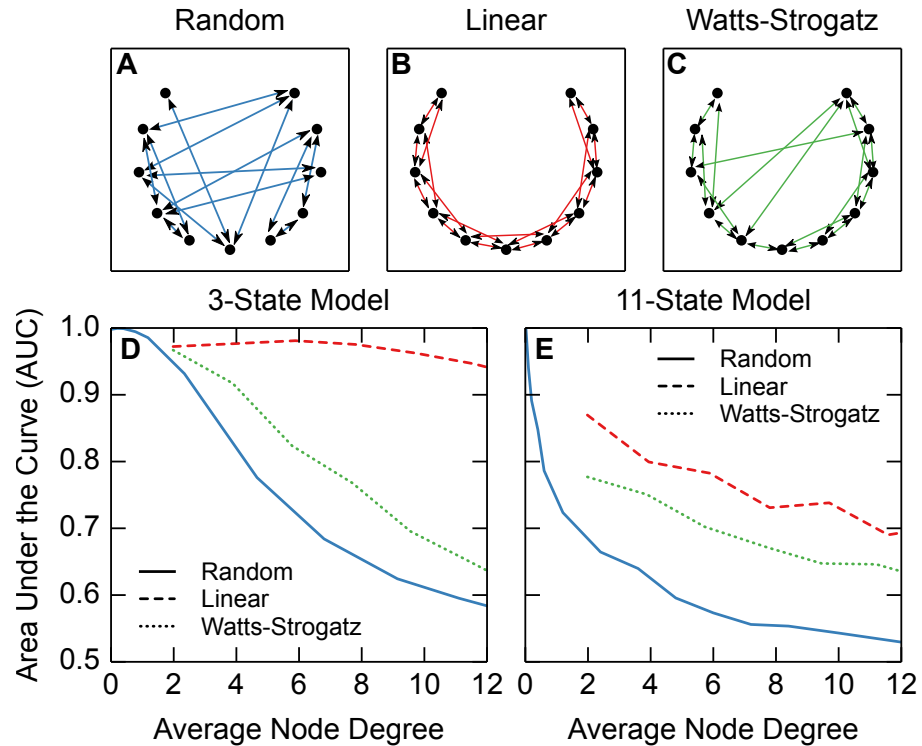 Random Linear Watts-Strogatz
A B C
3-State Model 11-State Model
Area Under the Curve (AUC)
1.0
0.9
0.8
0.7
0.6
0.5
D
Random
Linear
Watts-Strogatz
0 2 4 6 8 10 12
Average Node Degree
E
Random
Linear
Watts-Strogatz
0 2 4 6 8 10 12
Average Node Degree